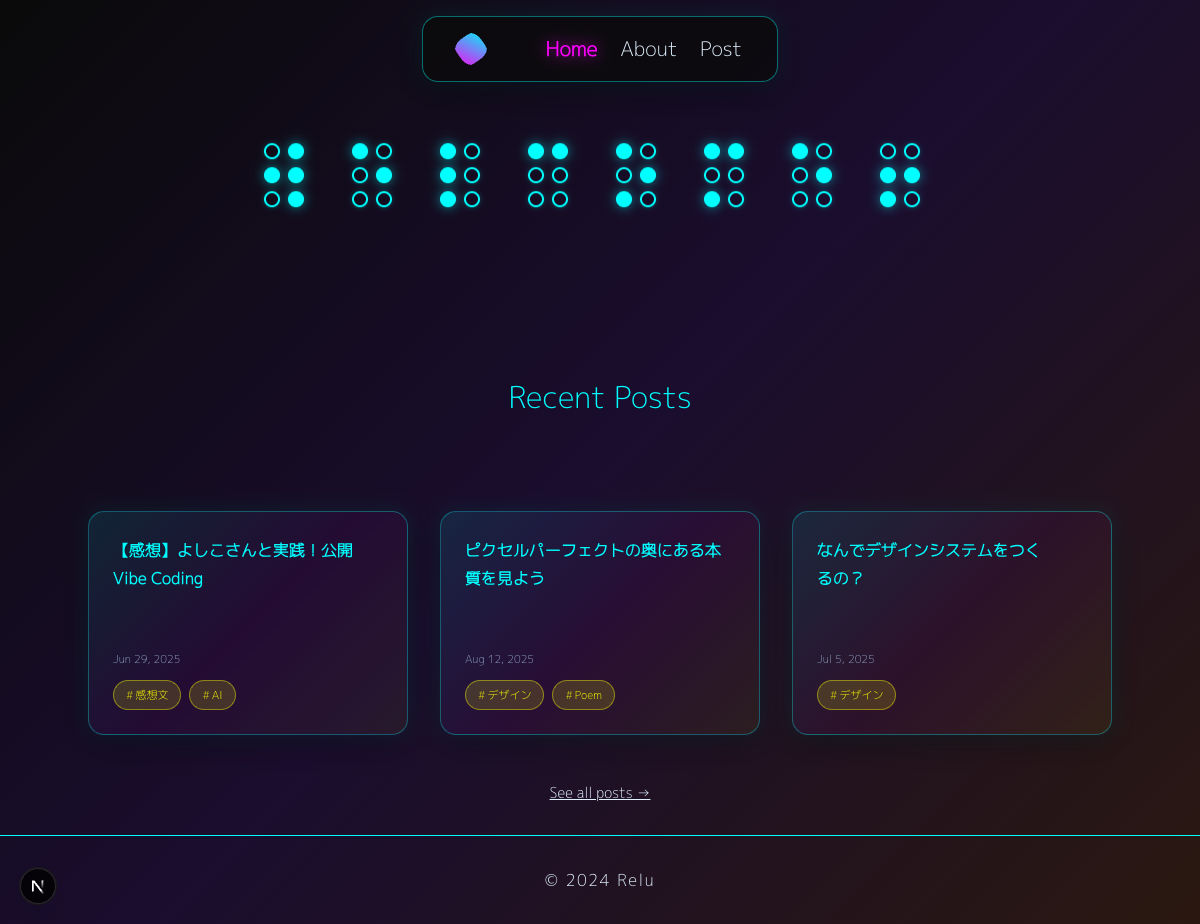 Home About Post
⠺⠑⠇⠉⠕⠍⠑⠖
Recent Posts
【感想】よしこさんと実践！公開
Vibe Coding
Jun 29, 2025
# 感想文 # AI
ピクセルパーフェクトの奥にある本
質を見よう
Aug 12, 2025
# デザイン # Poem
なんでデザインシステムをつく
るの？
Jul 5, 2025
# デザイン
See all posts →
© 2024 Relu
N